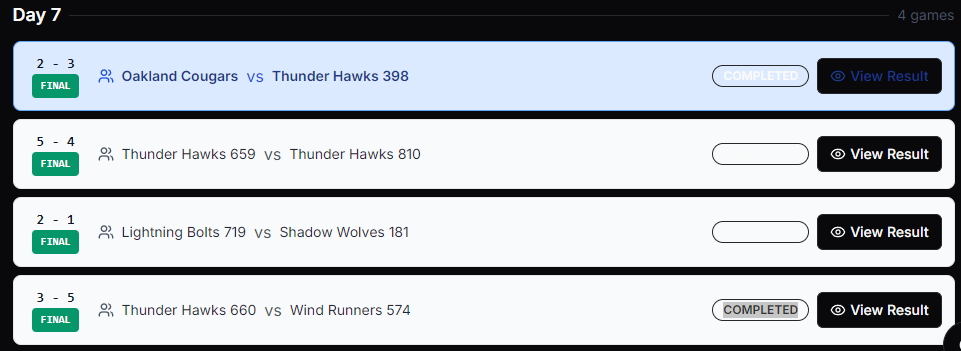 Day 7
4 games
2 - 3
FINAL
Oakland Cougars vs Thunder Hawks 398
COMPLETED
View Result
5 - 4
FINAL
Thunder Hawks 659 vs Thunder Hawks 810
View Result
2 - 1
FINAL
Lightning Bolts 719 vs Shadow Wolves 181
View Result
3 - 5
FINAL
Thunder Hawks 660 vs Wind Runners 574
COMPLETED
View Result